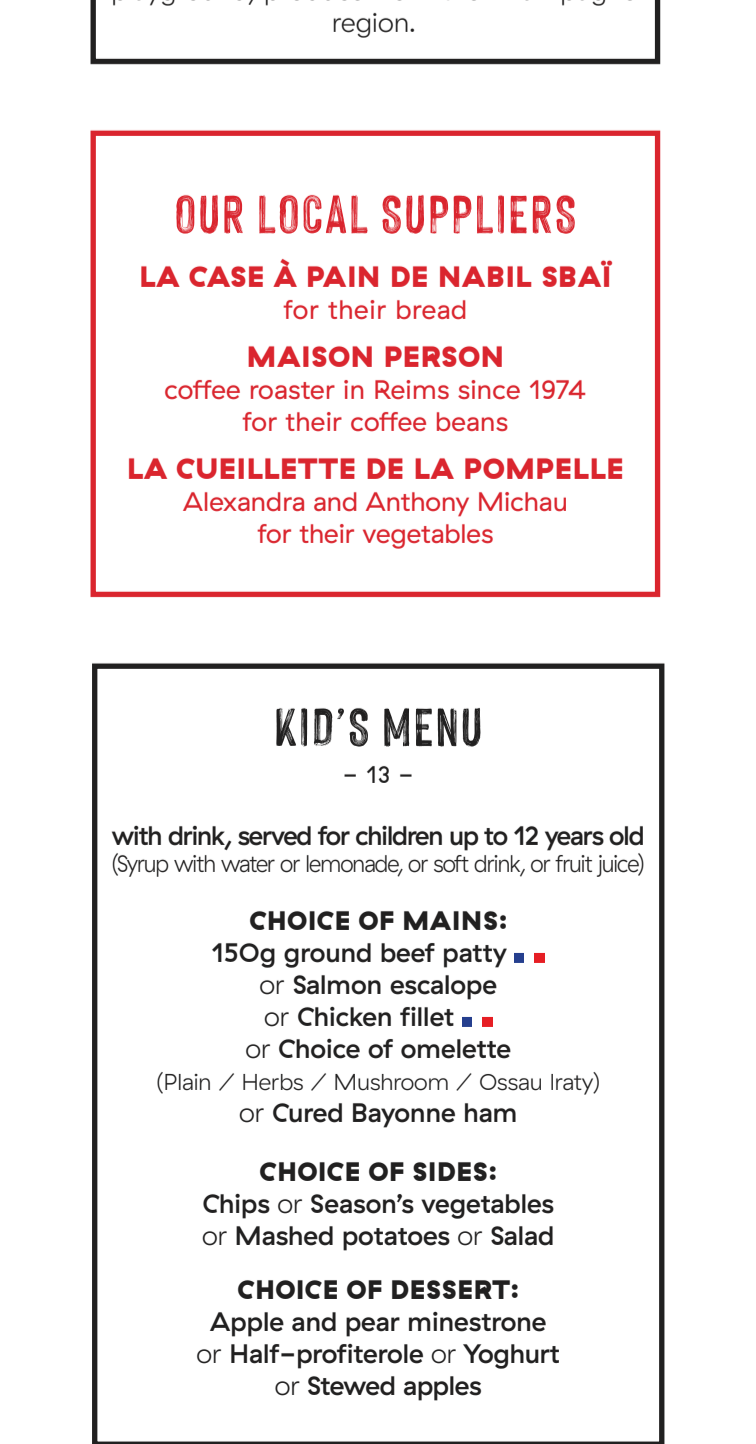 region.
OUR LOCAL SUPPLIERS
LA CASE À PAIN DE NABIL SBAÏ
for their bread
MAISON PERSON
coffee roaster in Reims since 1974
for their coffee beans
LA CUEILLETTE DE LA POMPELLE
Alexandra and Anthony Michau
for their vegetables
KID'S MENU
– 13 –
with drink, served for children up to 12 years old
(Syrup with water or lemonade, or soft drink, or fruit juice)
CHOICE OF MAINS:
150g ground beef patty
or Salmon escalope
or Chicken fillet
or Choice of omelette
(Plain / Herbs / Mushroom / Ossau Iraty)
or Cured Bayonne ham
CHOICE OF SIDES:
Chips or Season's vegetables
or Mashed potatoes or Salad
CHOICE OF DESSERT:
Apple and pear minestrone
or Half-profiterole or Yoghurt
or Stewed apples